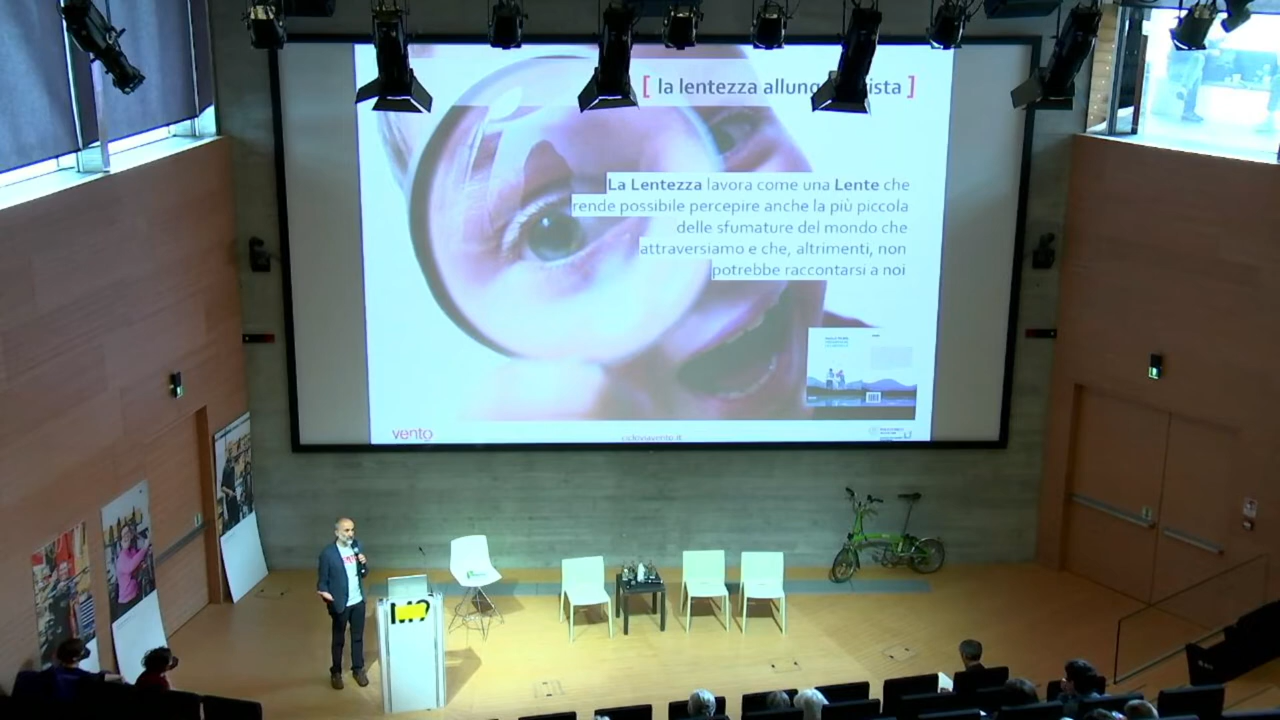 [ la lentezza allun ista ]
La Lentezza lavora come una Lente che
rende possibile percepire anche la più piccola
delle sfumature del mondo che
attraversiamo e che, altrimenti, non
potrebbe raccontarsi a noi
vento